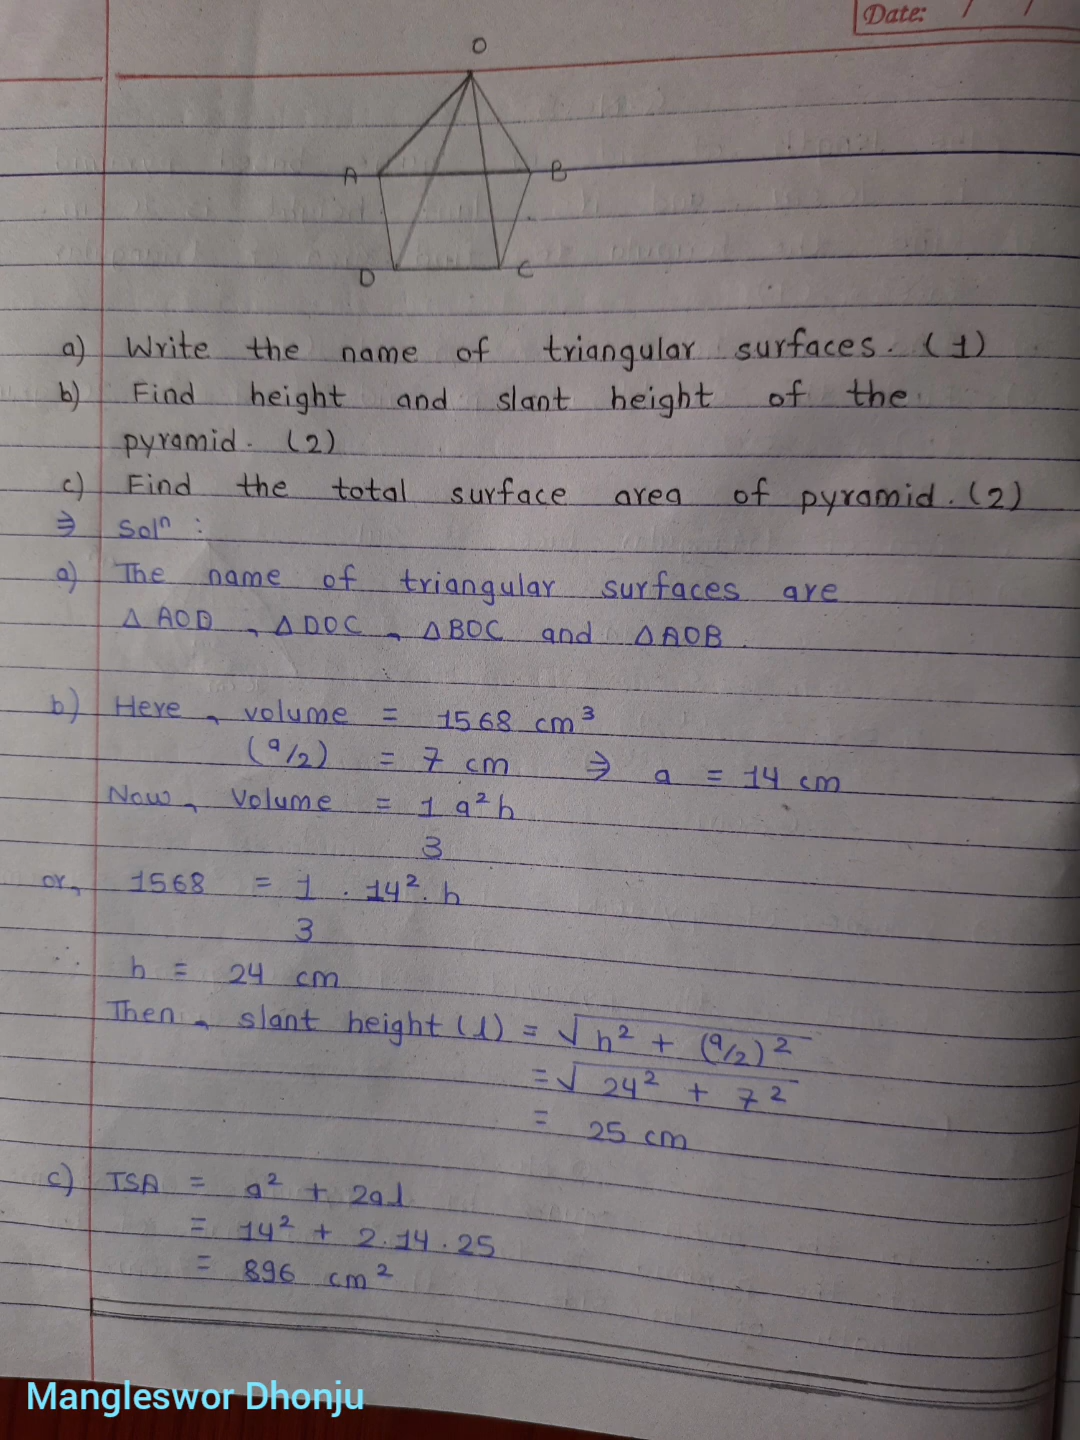 Date: / /
O
A B
D C
a) Write the name of triangular surfaces. (1)
b) Find height and slant height of the
pyramid. (2)
c) Find the total surface area of pyramid. (2)
⇒ Solⁿ :
a) The name of triangular surfaces are
△ AOD, △ DOC, △ BOC and △ AOB.
b) Here, volume = 1568 cm³
(a/2) = 7 cm ⇒ a = 14 cm
Now, Volume = 1 a²h
3
or, 1568 = 1 . 14². h
3
∴ h = 24 cm
Then, slant height (l) = √h² + (a/2)²
= √24² + 7²
= 25 cm
c) TSA = a² + 2al
= 14² + 2.14.25
= 896 cm²
Mangleswor Dhonju